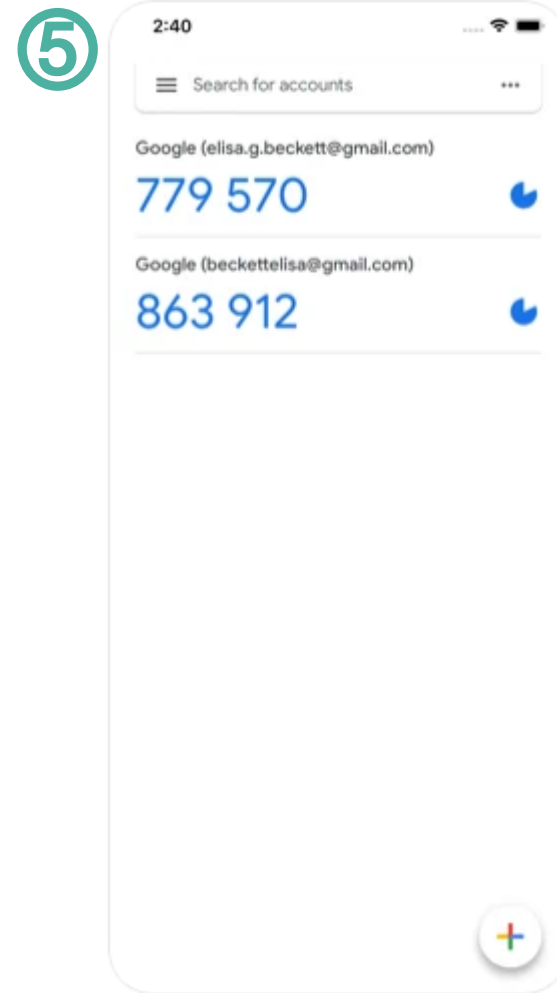 5
2:40
Search for accounts
Google (elisa.g.beckett@gmail.com)
779 570
Google (beckettelisa@gmail.com)
863 912